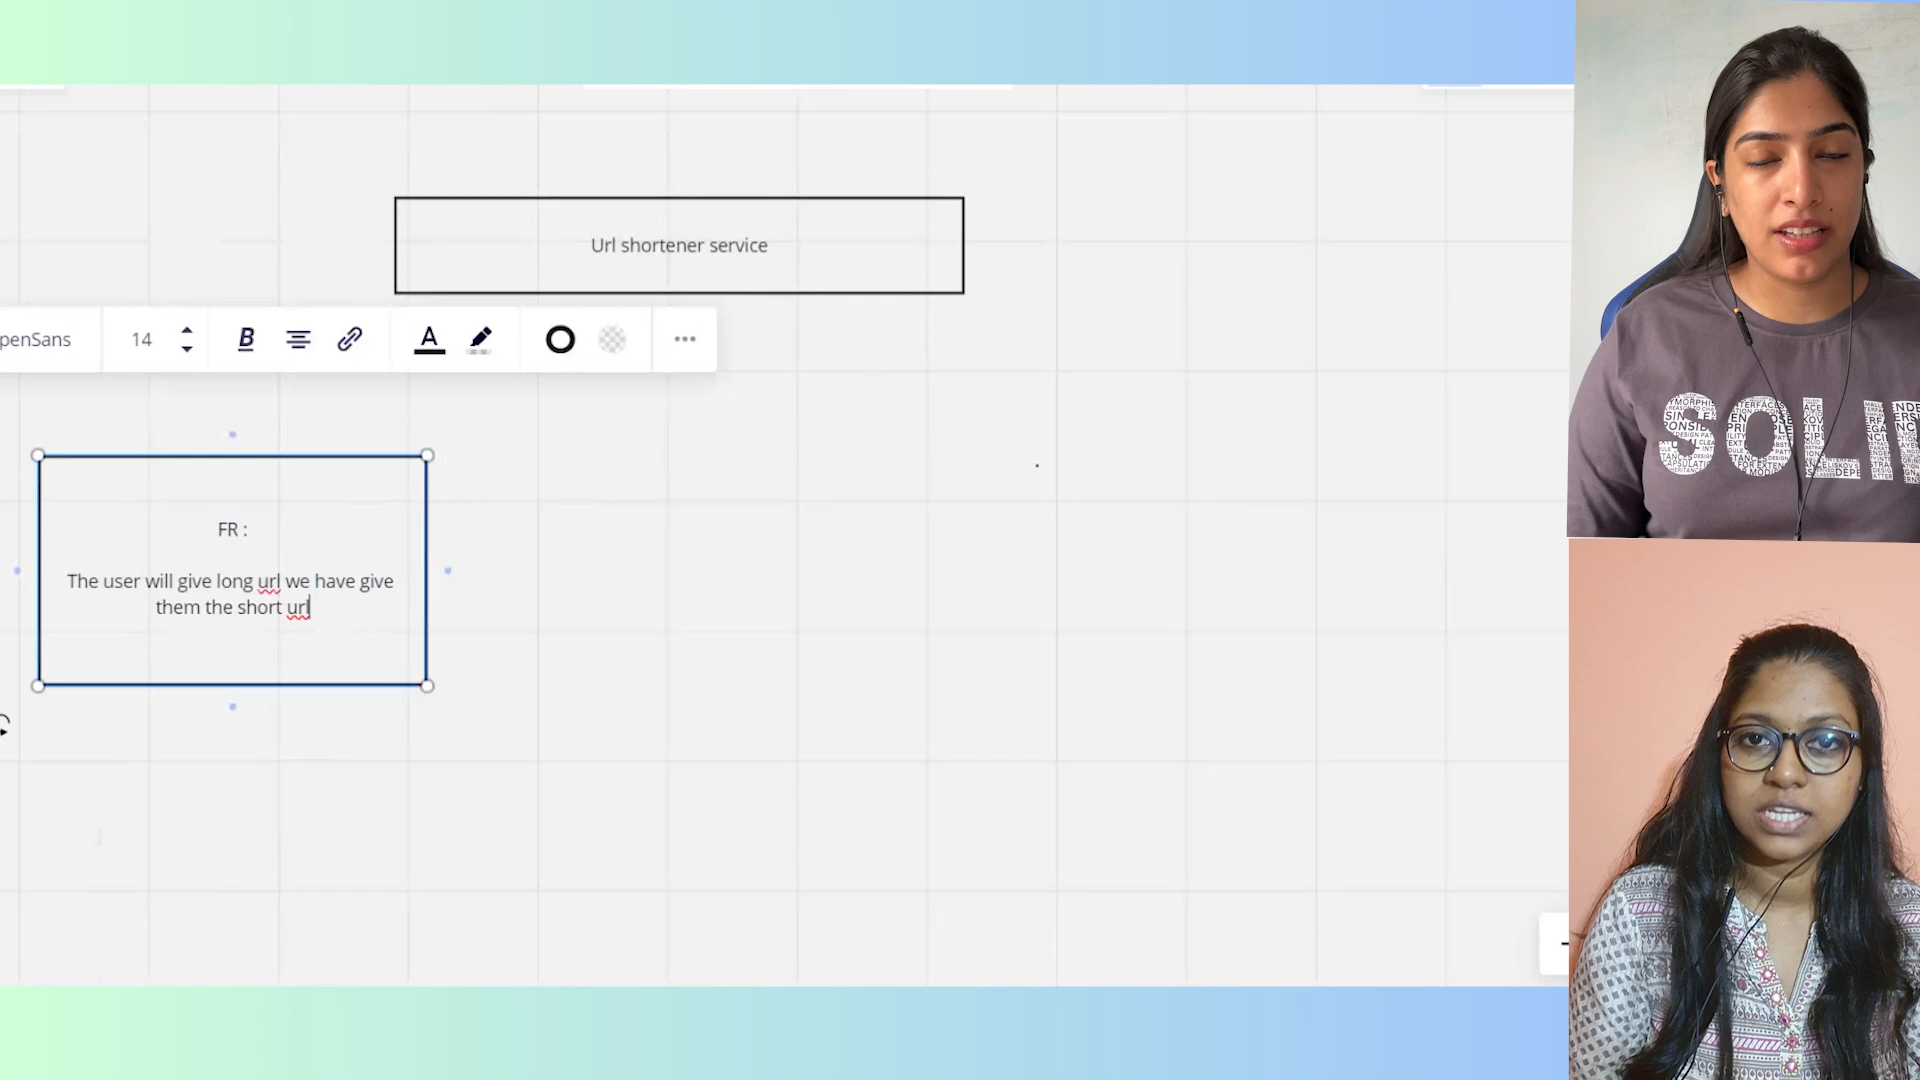 Url shortener service
penSans
14
B
A
FR :
The user will give long url we have give
them the short url
SOLI